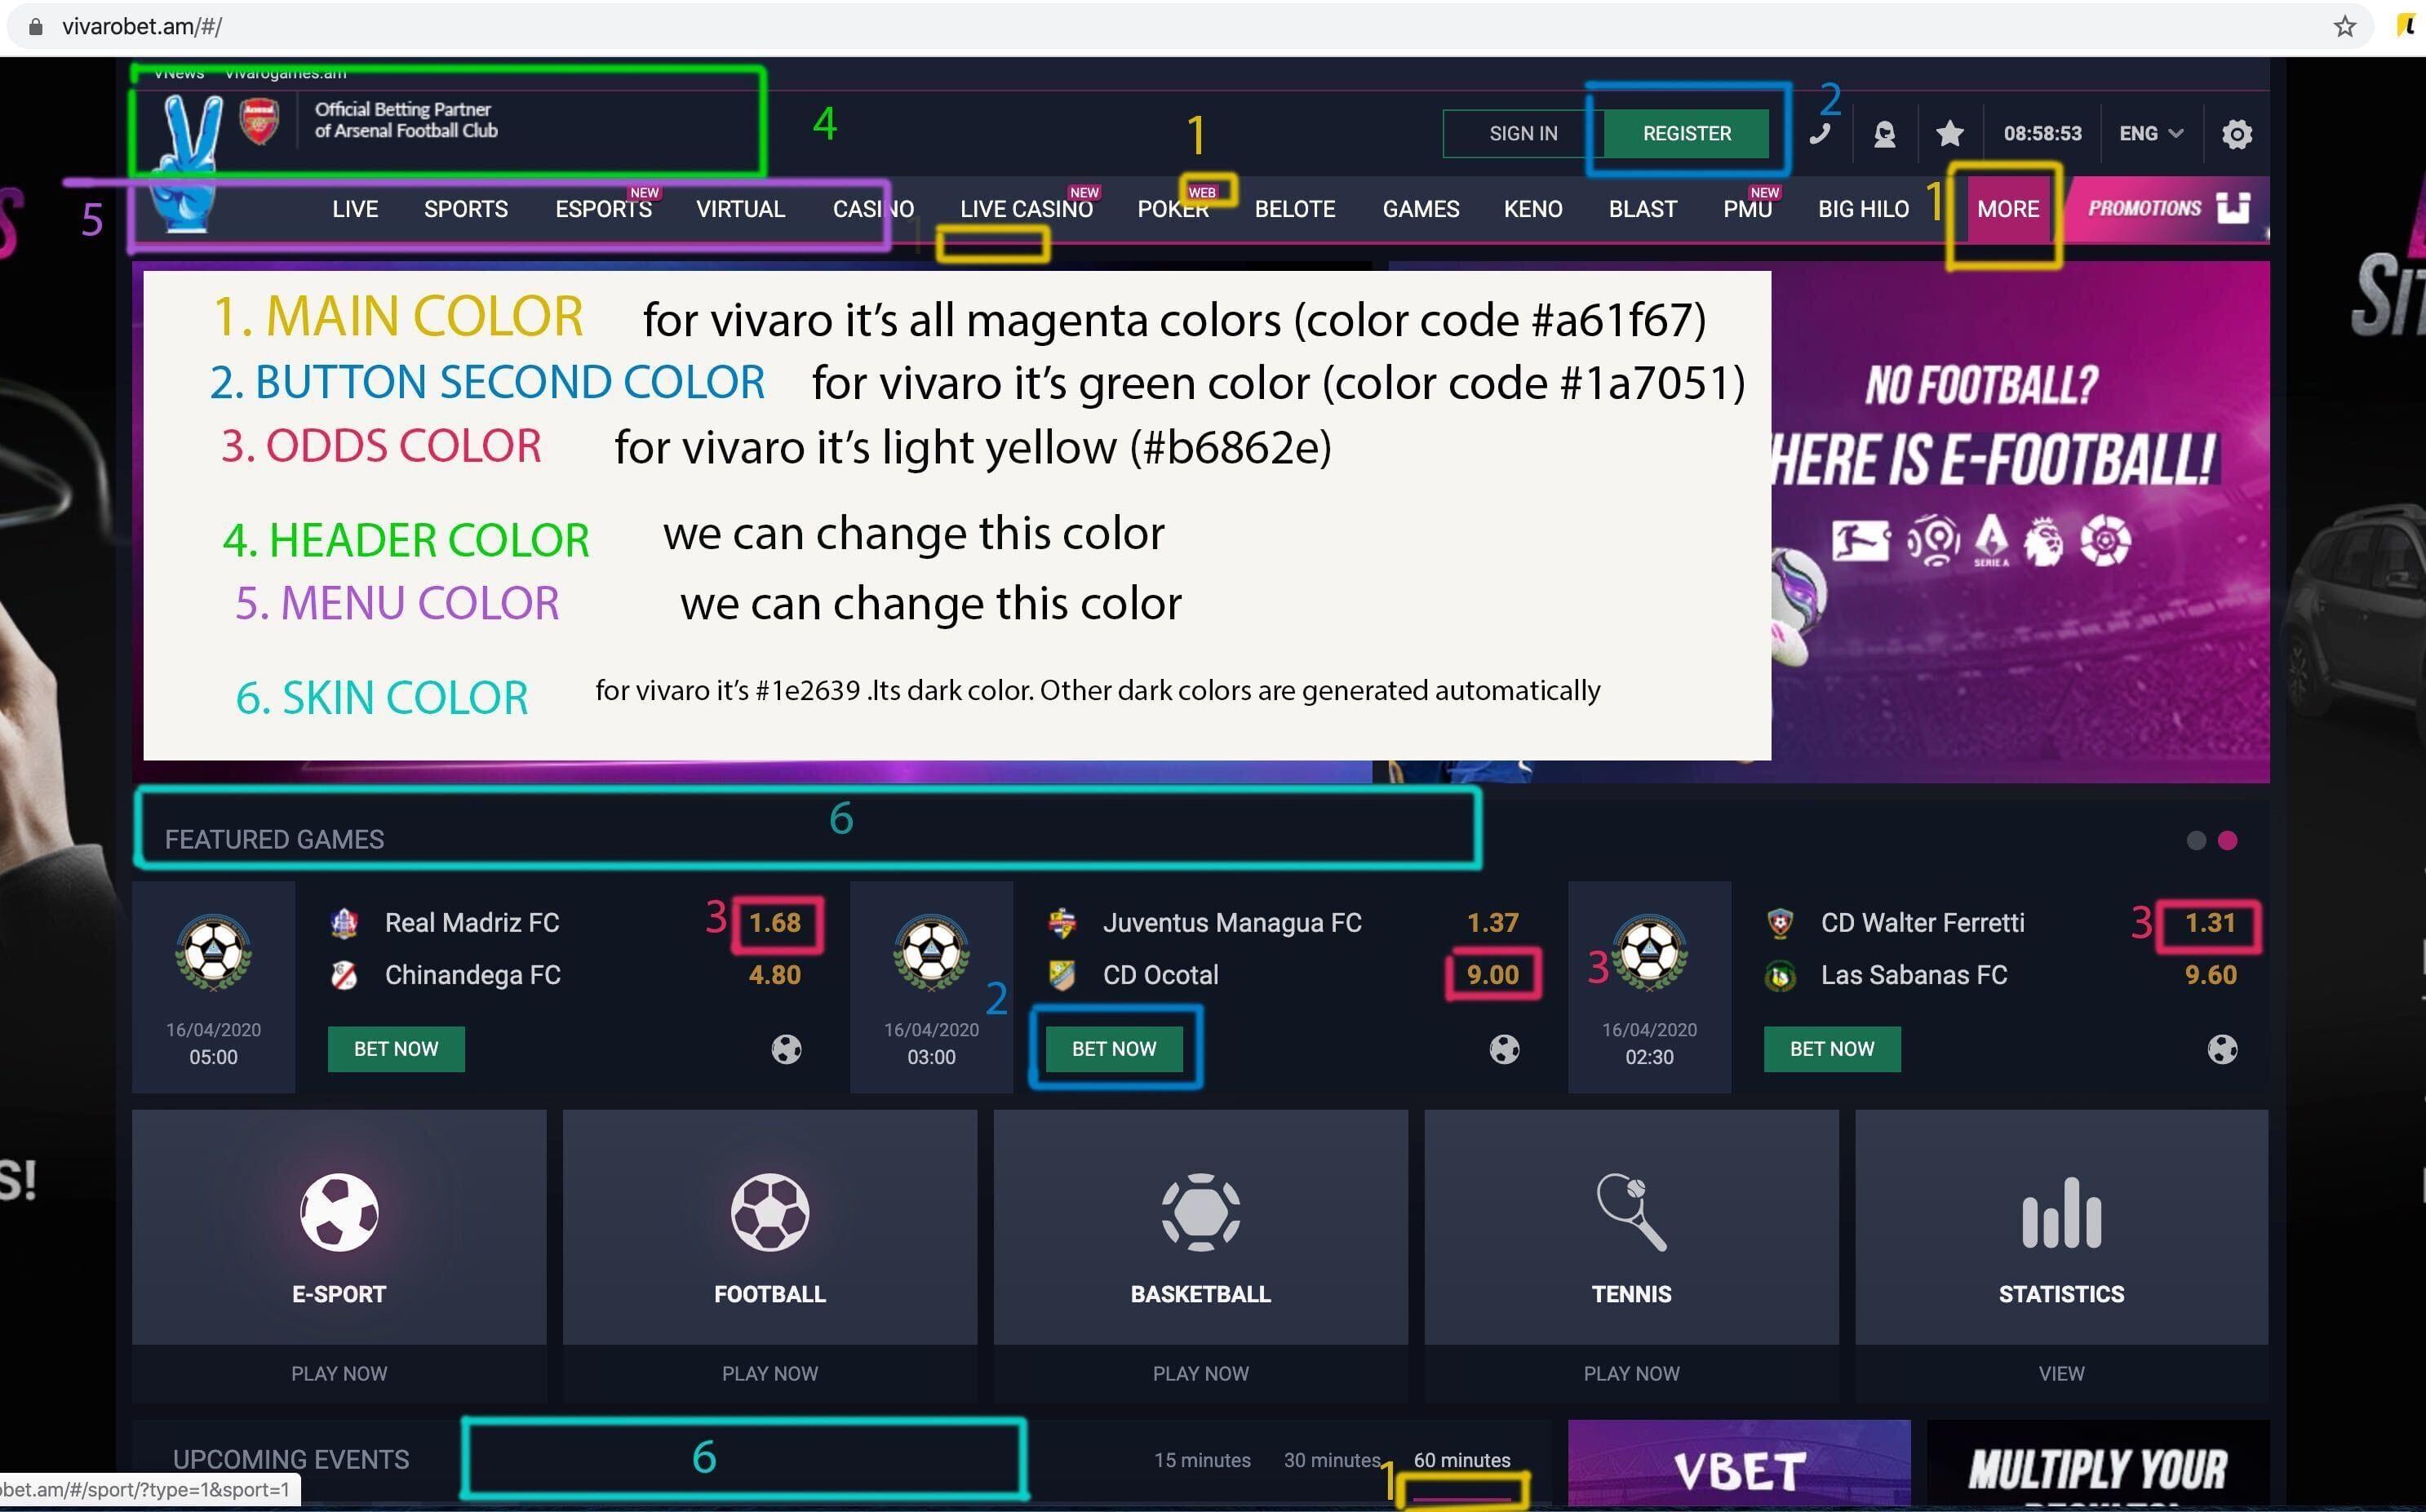 vivarobet.am/#/
VNews Vivarogames.am
Arsenal
Official Betting Partner
of Arsenal Football Club
4
1
SIGN IN
REGISTER
2
08:58:53
ENG
5
LIVE
SPORTS
ESPORTS NEW
VIRTUAL
CASINO
1
LIVE CASINO NEW
POKER WEB
BELOTE
GAMES
KENO
BLAST
PMU NEW
BIG HILO
1
MORE
PROMOTIONS
1. MAIN COLOR for vivaro it's all magenta colors (color code #a61f67)
2. BUTTON SECOND COLOR for vivaro it's green color (color code #1a7051)
3. ODDS COLOR for vivaro it's light yellow (#b6862e)
4. HEADER COLOR we can change this color
5. MENU COLOR we can change this color
6. SKIN COLOR for vivaro it's #1e2639 .Its dark color. Other dark colors are generated automatically
NO FOOTBALL?
HERE IS E-FOOTBALL!
SERIE A
6
FEATURED GAMES
Real Madriz FC 3 1.68
Chinandega FC 4.80
16/04/2020
05:00
BET NOW
Juventus Managua FC 1.37
CD Ocotal 9.00 3
2
16/04/2020
03:00
BET NOW
CD Walter Ferretti 3 1.31
Las Sabanas FC 9.60
16/04/2020
02:30
BET NOW
E-SPORT
FOOTBALL
BASKETBALL
TENNIS
STATISTICS
PLAY NOW
PLAY NOW
PLAY NOW
PLAY NOW
VIEW
S!
UPCOMING EVENTS
6
15 minutes 30 minutes 1 60 minutes
VBET
MULTIPLY YOUR
obet.am/#/sport/?type=1&sport=1